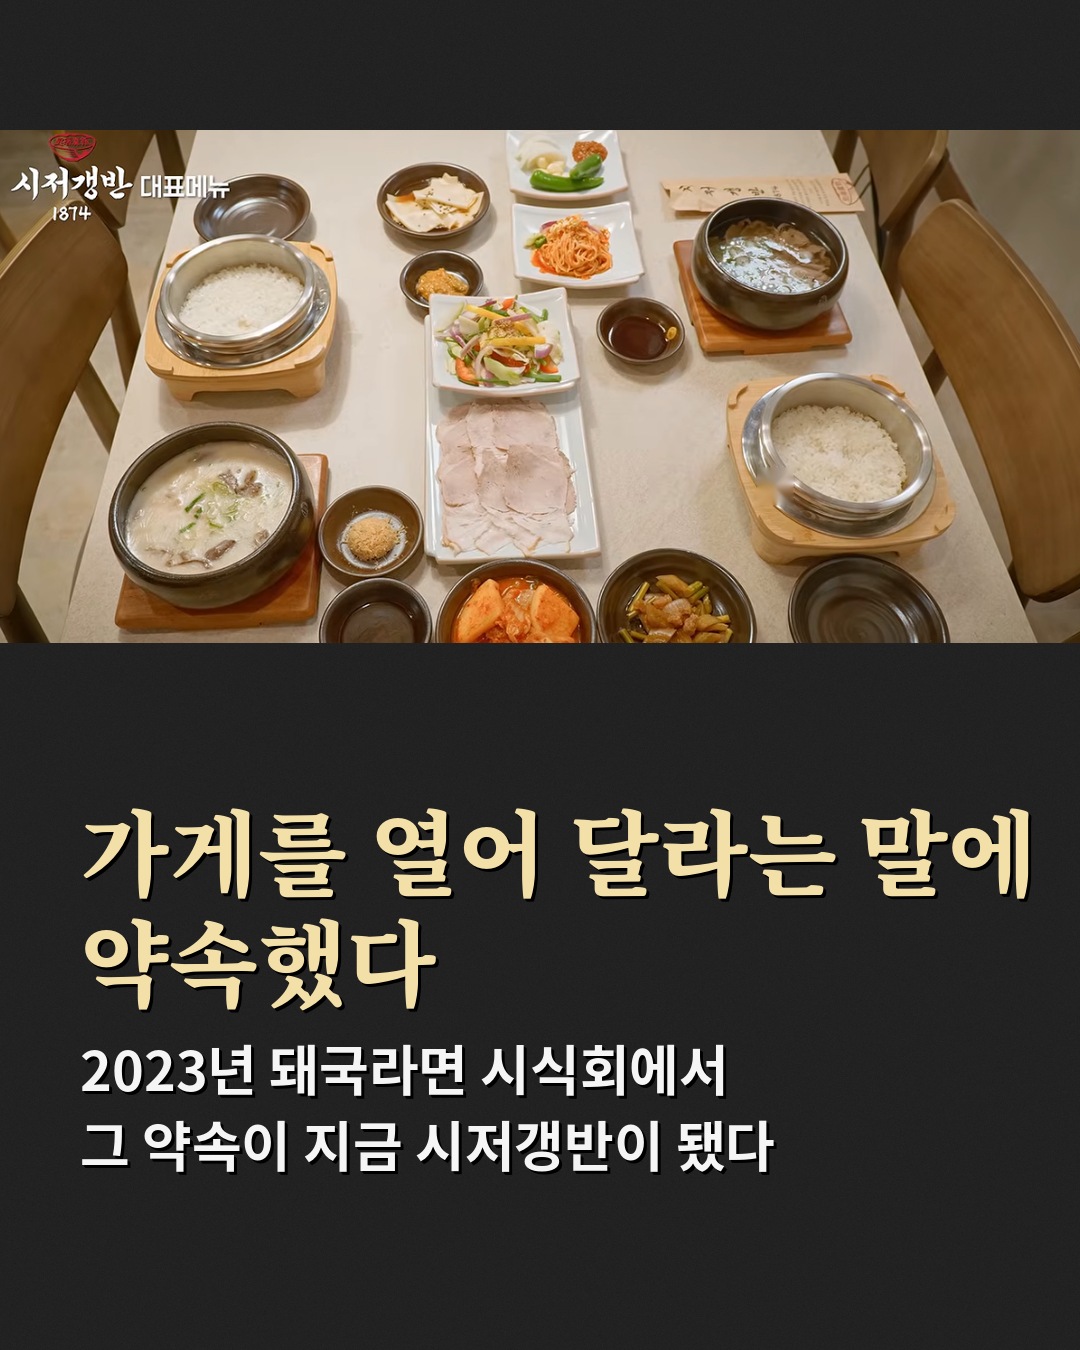 시저갱반 대표메뉴
1874
가게를 열어 달라는 말에
약속했다
2023년 돼국라면 시식회에서
그 약속이 지금 시저갱반이 됐다